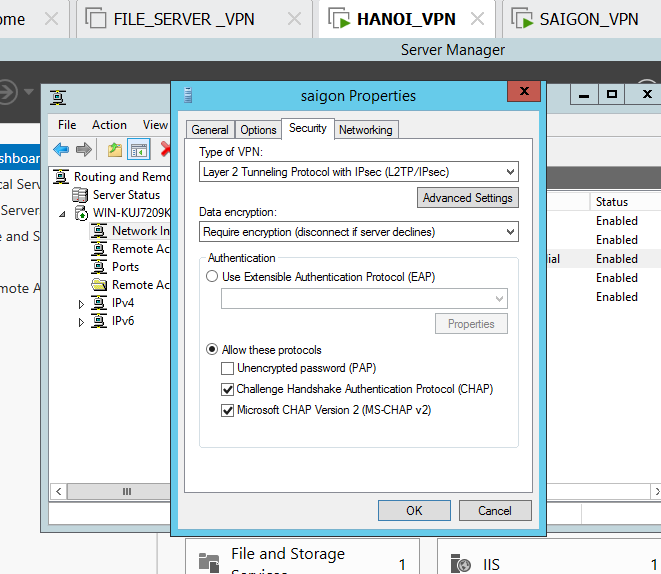 ome
FILE_SERVER _VPN
HANOI_VPN
SAIGON_VPN
Server Manager
saigon Properties
File Action View
General Options Security Networking
Type of VPN:
Layer 2 Tunneling Protocol with IPsec (L2TP/IPsec)
Advanced Settings
Data encryption:
Require encryption (disconnect if server declines)
Authentication
Use Extensible Authentication Protocol (EAP)
Properties
Allow these protocols
Unencrypted password (PAP)
Challenge Handshake Authentication Protocol (CHAP)
Microsoft CHAP Version 2 (MS-CHAP v2)
OK Cancel
shboar
cal Serv
Server
e and S
mote A
Routing and Remo
Server Status
WIN-KUJ7209K
Network In
Remote Ac
Ports
Remote Ac
IPv4
IPv6
Status
Enabled
Enabled
ial Enabled
Enabled
Enabled
File and Storage
1
IIS
1